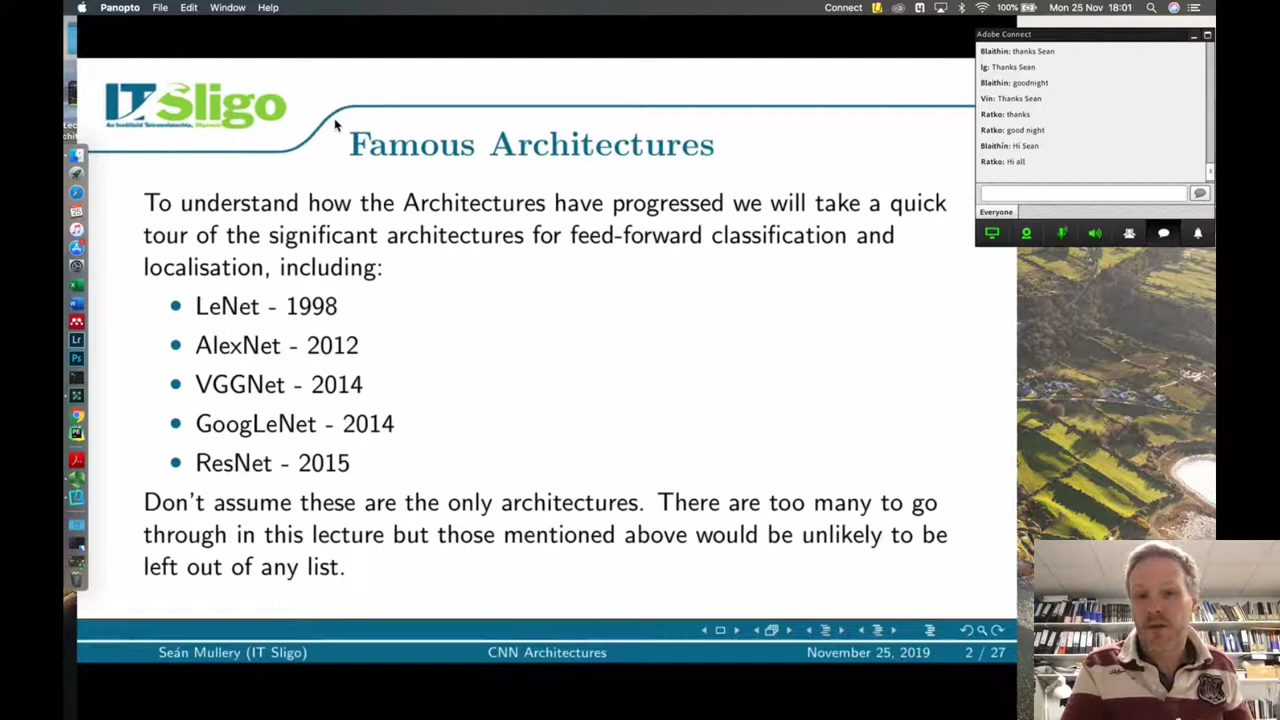 Panopto File Edit Window Help
Connect 100% Mon 25 Nov 18:01
Adobe Connect
Blaithin: thanks Sean
Ig: Thanks Sean
Blaithin: goodnight
Vin: Thanks Sean
Ratko: thanks
Ratko: good night
Blaithín: Hi Sean
Ratko: Hi all
Everyone
IT Sligo
Famous Architectures
To understand how the Architectures have progressed we will take a quick
tour of the significant architectures for feed-forward classification and
localisation, including:
• LeNet - 1998
• AlexNet - 2012
• VGGNet - 2014
• GoogLeNet - 2014
• ResNet - 2015
Don't assume these are the only architectures. There are too many to go
through in this lecture but those mentioned above would be unlikely to be
left out of any list.
Seán Mullery (IT Sligo) CNN Architectures November 25, 2019 2 / 27
Lr
Ps